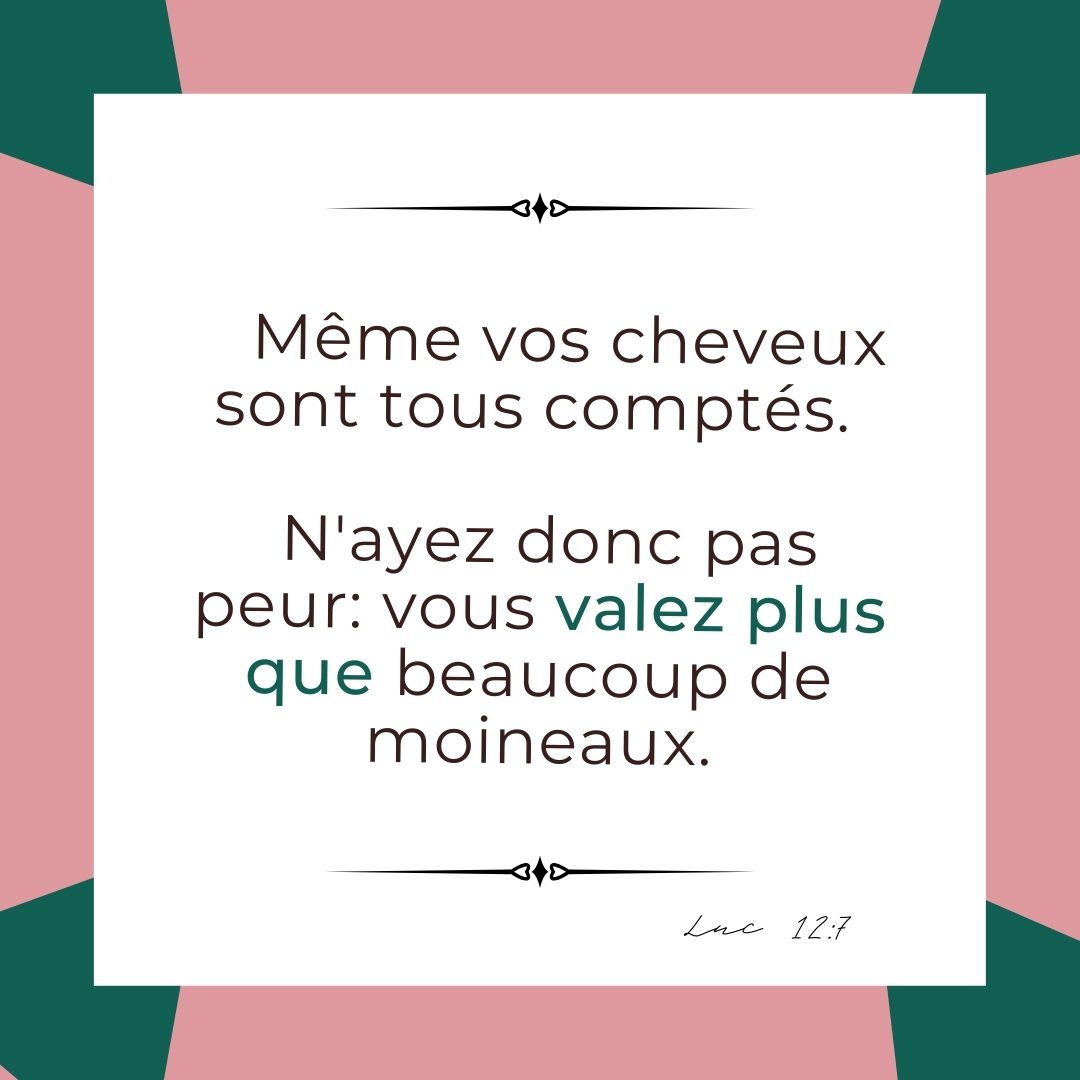 Même vos cheveux
sont tous comptés.
N'ayez donc pas
peur: vous valez plus
que beaucoup de
moineaux.
Luc 12:7